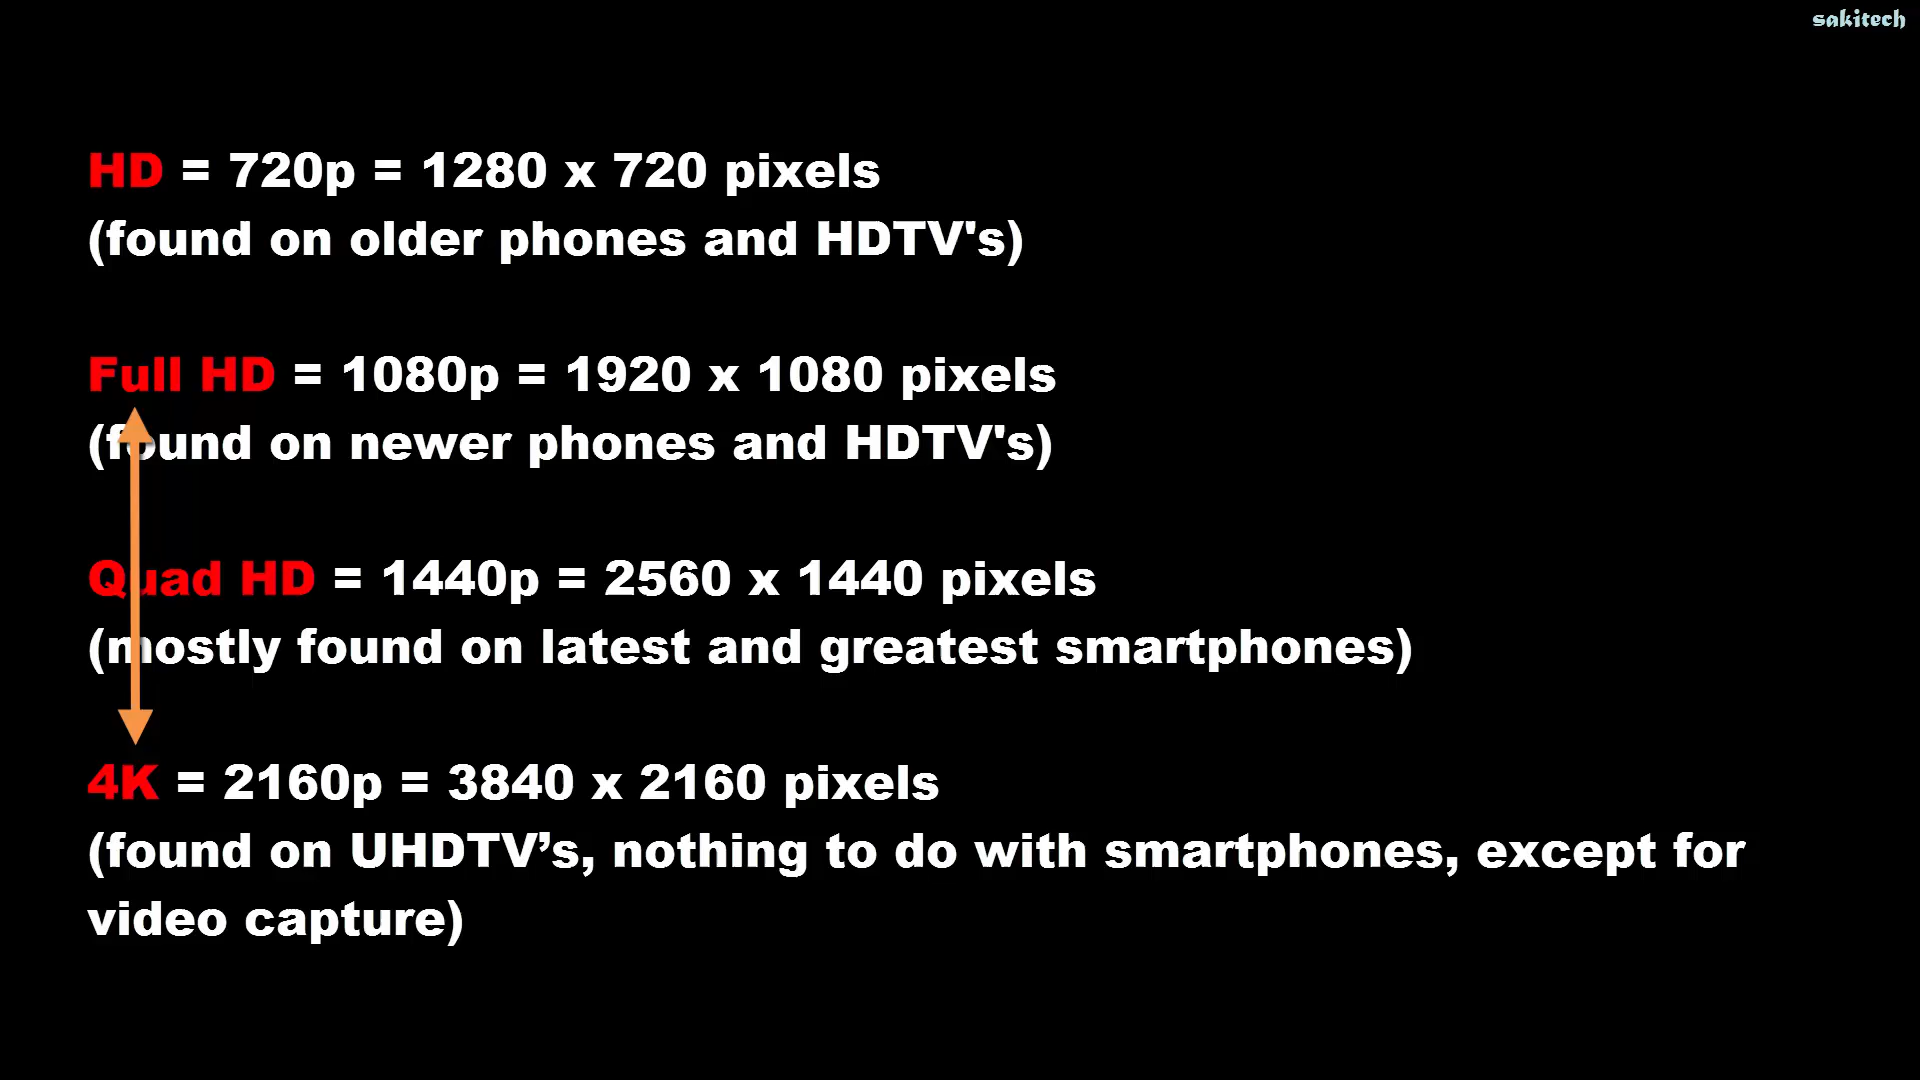 sakitech
HD = 720p = 1280 x 720 pixels
(found on older phones and HDTV's)
Full HD = 1080p = 1920 x 1080 pixels
(found on newer phones and HDTV's)
Quad HD = 1440p = 2560 x 1440 pixels
(mostly found on latest and greatest smartphones)
4K = 2160p = 3840 x 2160 pixels
(found on UHDTV’s, nothing to do with smartphones, except for
video capture)